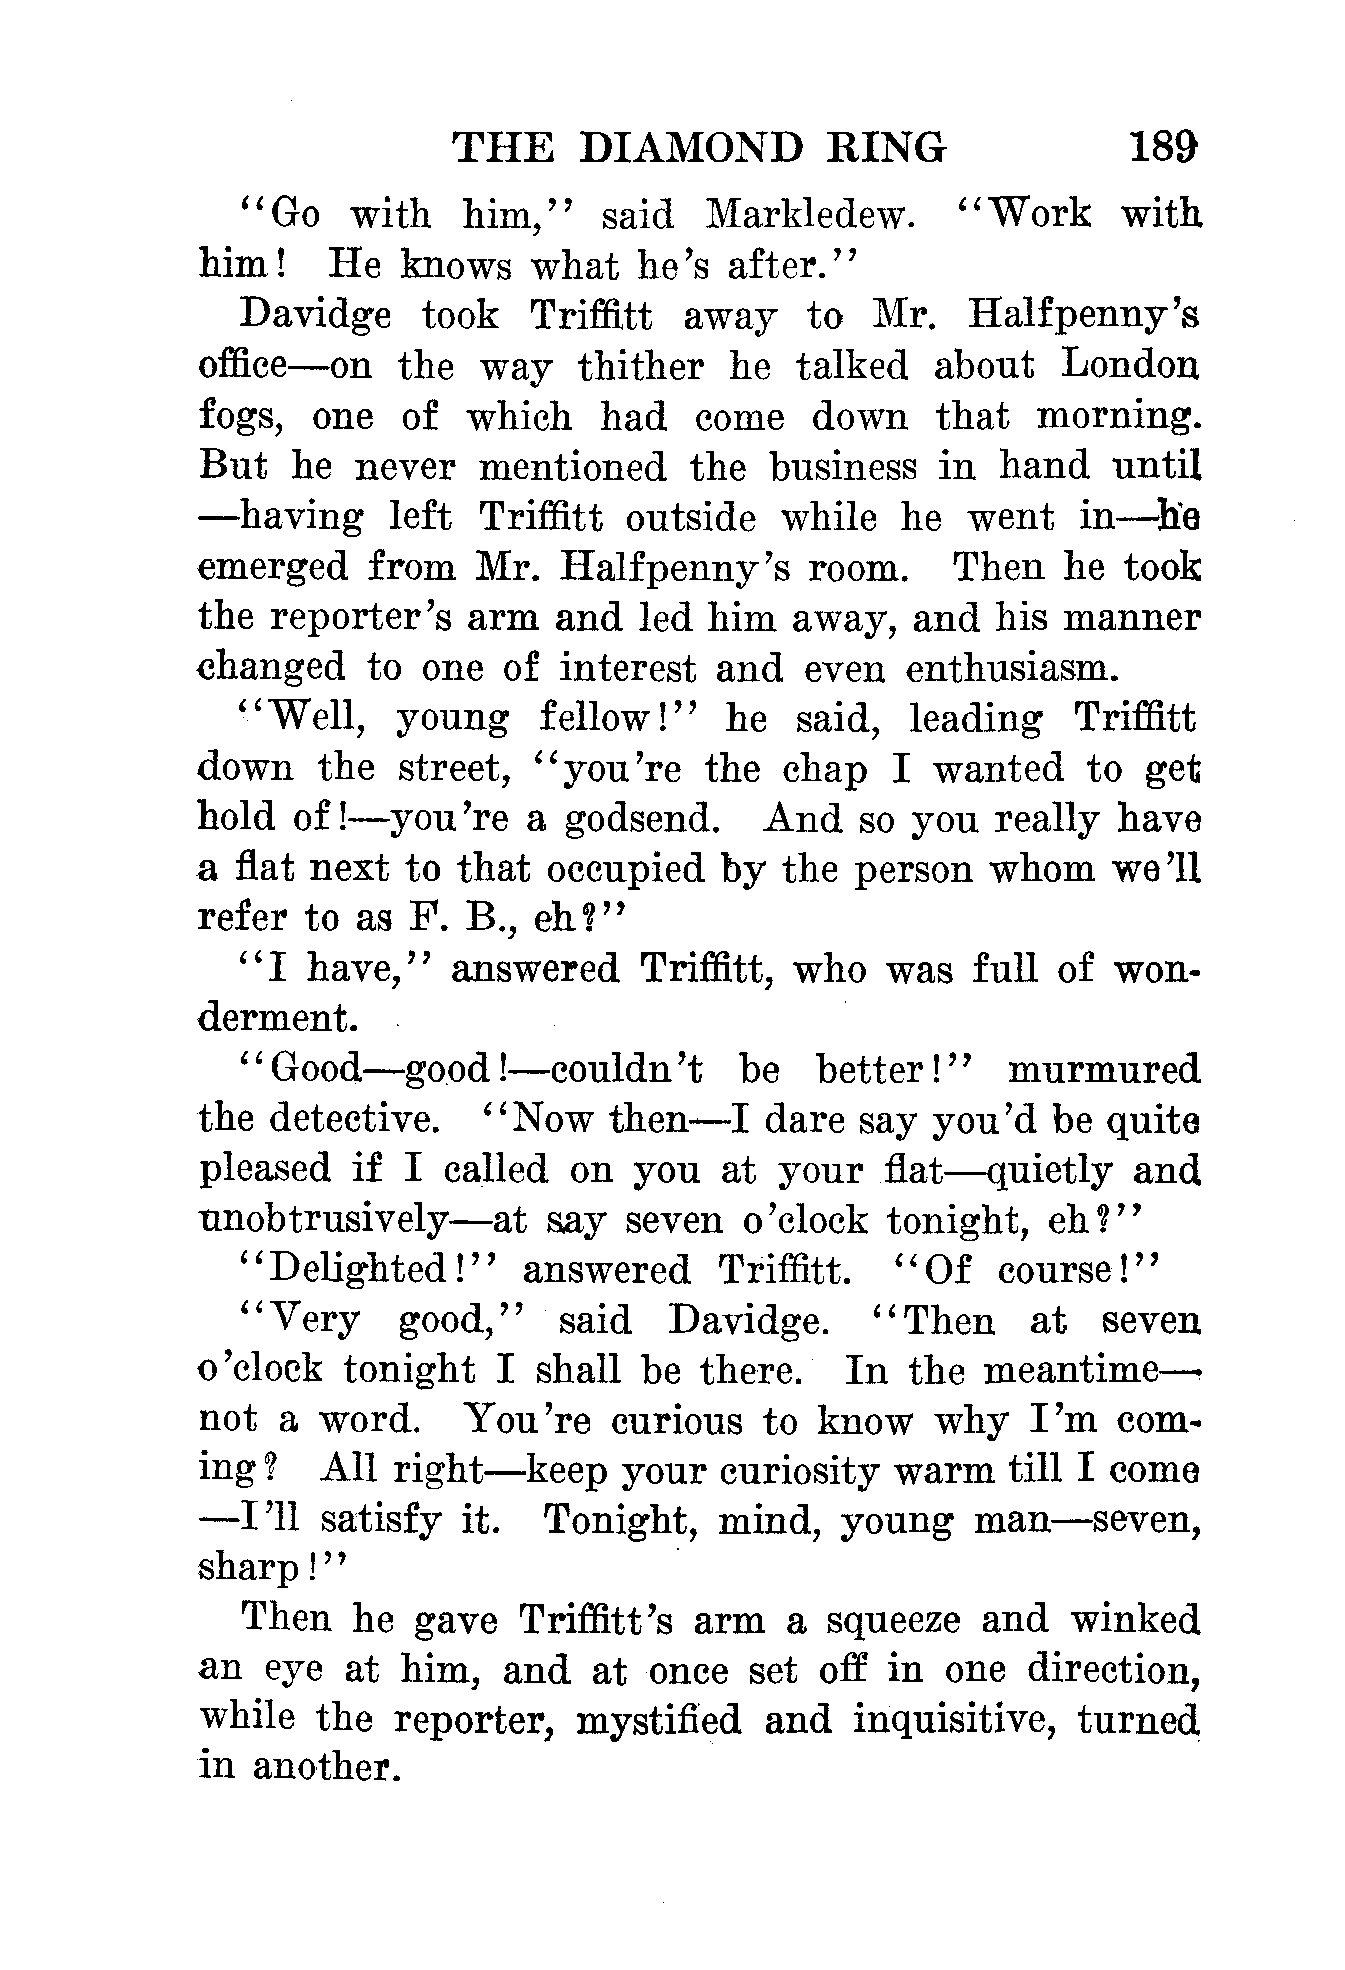 THE DIAMOND RING 189
"Go with him," said Markledew. "Work with
him! He knows what he's after."
Davidge took Triffitt away to Mr. Halfpenny's
office—on the way thither he talked about London
fogs, one of which had come down that morning.
But he never mentioned the business in hand until
—having left Triffitt outside while he went in—he
emerged from Mr. Halfpenny's room. Then he took
the reporter's arm and led him away, and his manner
changed to one of interest and even enthusiasm.
"Well, young fellow!" he said, leading Triffitt
down the street, "you're the chap I wanted to get
hold of!—you're a godsend. And so you really have
a flat next to that occupied by the person whom we'll
refer to as F. B., eh?"
"I have," answered Triffitt, who was full of won-
derment.
"Good—good!—couldn't be better!" murmured
the detective. "Now then—I dare say you'd be quite
pleased if I called on you at your flat—quietly and
unobtrusively—at say seven o'clock tonight, eh?"
"Delighted!" answered Triffitt. "Of course!"
"Very good," said Davidge. "Then at seven
o'clock tonight I shall be there. In the meantime—
not a word. You're curious to know why I'm com-
ing? All right—keep your curiosity warm till I come
—I'll satisfy it. Tonight, mind, young man—seven,
sharp!"
Then he gave Triffitt's arm a squeeze and winked
an eye at him, and at once set off in one direction,
while the reporter, mystified and inquisitive, turned
in another.